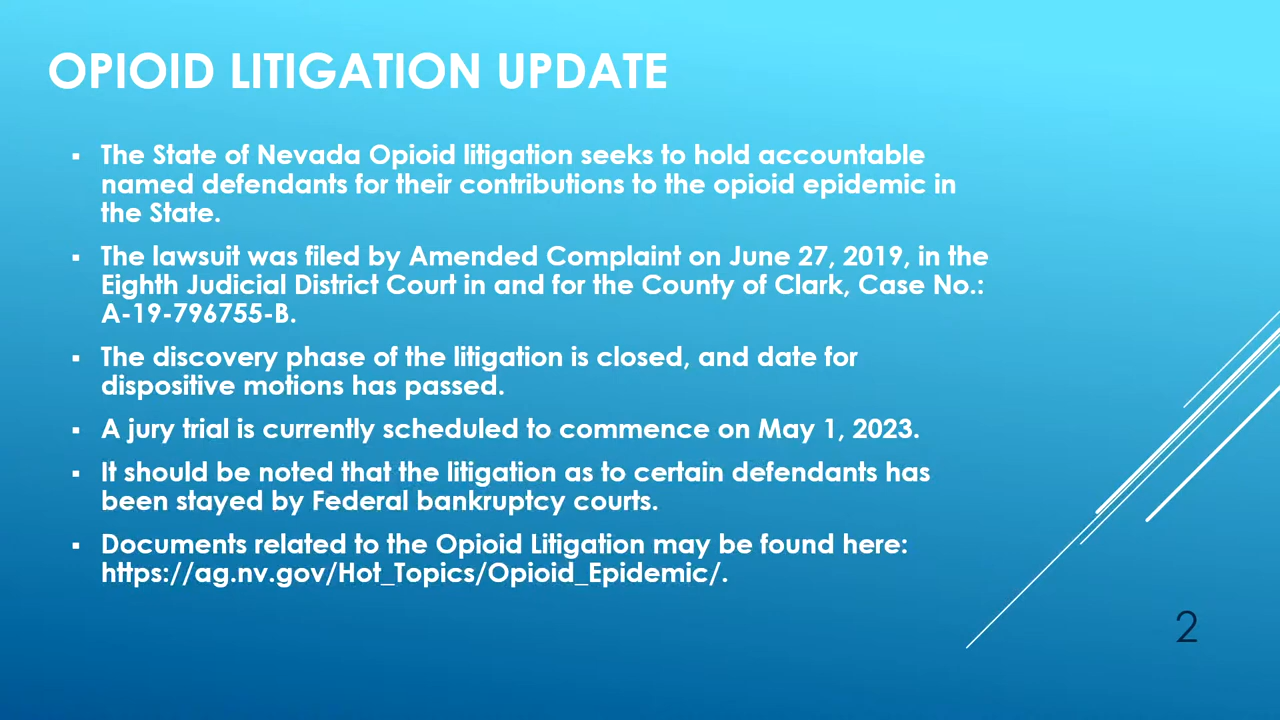 OPIOID LITIGATION UPDATE
▪ The State of Nevada Opioid litigation seeks to hold accountable
named defendants for their contributions to the opioid epidemic in
the State.
▪ The lawsuit was filed by Amended Complaint on June 27, 2019, in the
Eighth Judicial District Court in and for the County of Clark, Case No.:
A-19-796755-B.
▪ The discovery phase of the litigation is closed, and date for
dispositive motions has passed.
▪ A jury trial is currently scheduled to commence on May 1, 2023.
▪ It should be noted that the litigation as to certain defendants has
been stayed by Federal bankruptcy courts.
▪ Documents related to the Opioid Litigation may be found here:
https://ag.nv.gov/Hot_Topics/Opioid_Epidemic/.
2